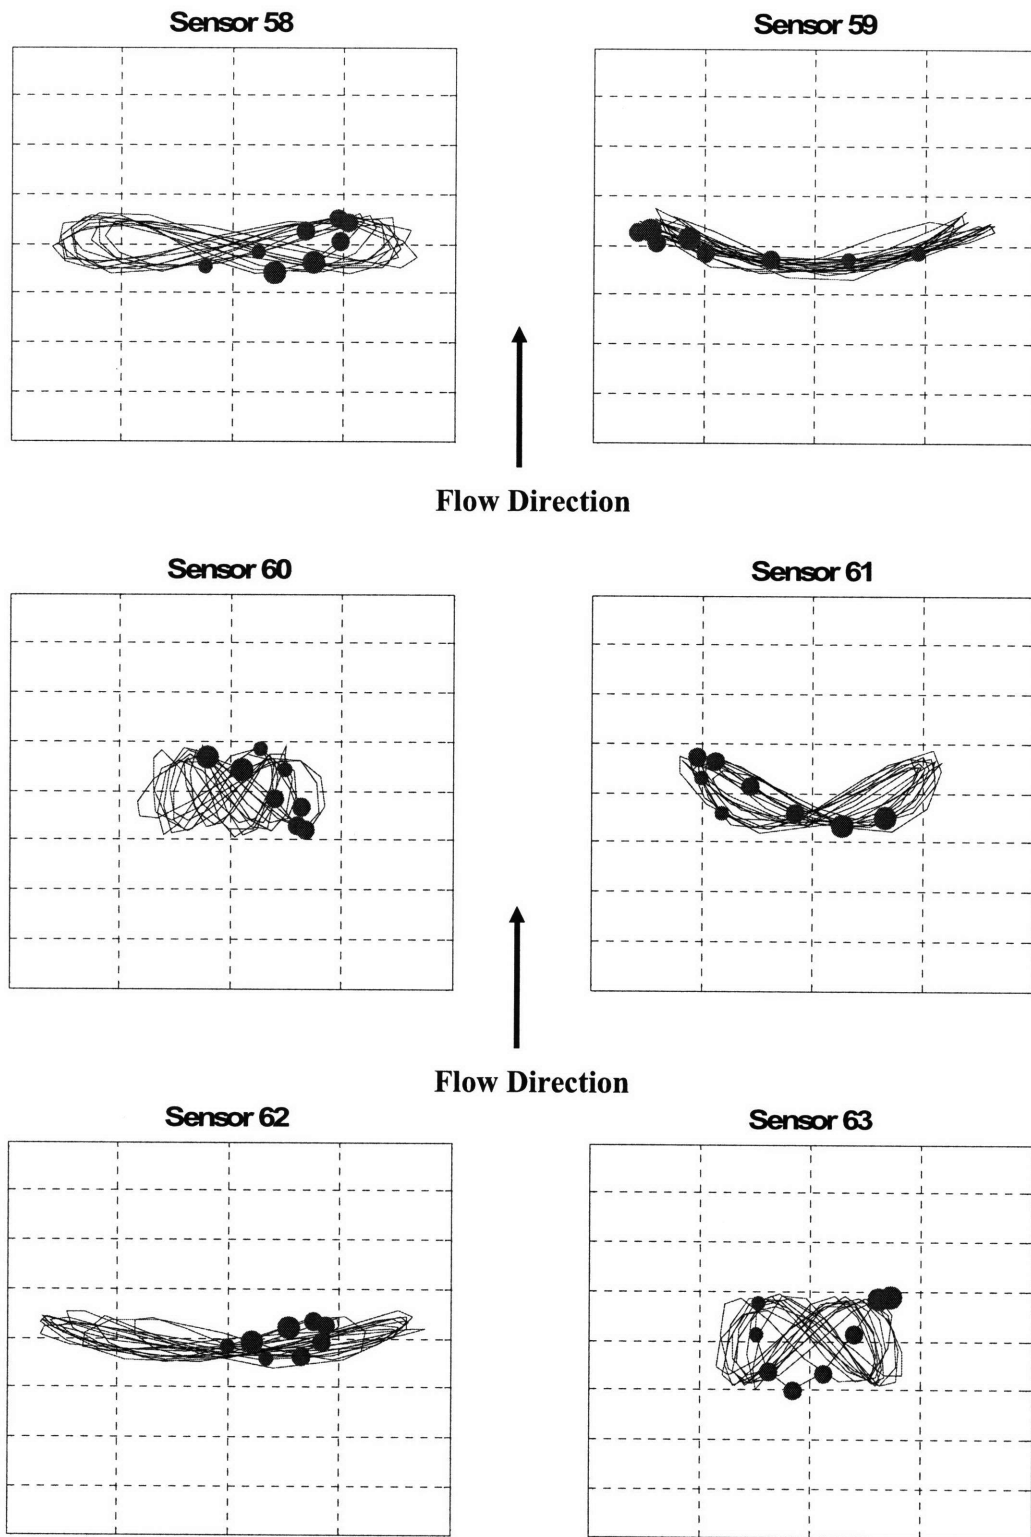 Sensor 58
Sensor 59
Flow Direction
Sensor 60
Sensor 61
Flow Direction
Sensor 62
Sensor 63